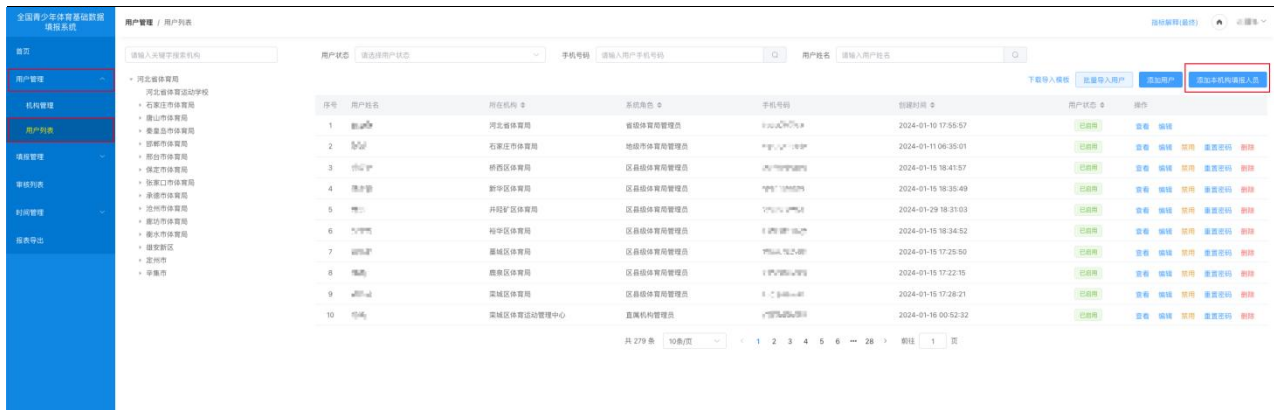 全国青少年体育基础数据
填报系统
用户管理 / 用户列表
指标解释(最终)
首页
用户管理
机构管理
用户列表
填报管理
审核列表
时间管理
报表导出
请输入关键字搜索机构
河北省体育局
河北省体育运动学校
石家庄市体育局
唐山市体育局
秦皇岛市体育局
邯郸市体育局
邢台市体育局
保定市体育局
张家口市体育局
承德市体育局
沧州市体育局
廊坊市体育局
衡水市体育局
雄安新区
定州市
辛集市
用户状态 请选择用户状态 手机号码 请输入用户手机号码 用户姓名 请输入用户姓名
下载导入模板 批量导入用户 添加用户 添加本机构填报人员
序号 用户姓名 所在机构 系统角色 手机号码 创建时间 用户状态 操作
1 河北省体育局 省级体育局管理员 2024-01-10 17:55:57 已启用 查看 编辑
2 石家庄市体育局 地级市体育局管理员 2024-01-11 06:35:01 已启用 查看 编辑 禁用 重置密码 删除
3 桥西区体育局 区县级体育局管理员 2024-01-15 18:41:57 已启用 查看 编辑 禁用 重置密码 删除
4 新华区体育局 区县级体育局管理员 2024-01-15 18:35:49 已启用 查看 编辑 禁用 重置密码 删除
5 井陉矿区体育局 区县级体育局管理员 2024-01-29 18:31:03 已启用 查看 编辑 禁用 重置密码 删除
6 裕华区体育局 区县级体育局管理员 2024-01-15 18:34:52 已启用 查看 编辑 禁用 重置密码 删除
7 藁城区体育局 区县级体育局管理员 2024-01-15 17:25:50 已启用 查看 编辑 禁用 重置密码 删除
8 鹿泉区体育局 区县级体育局管理员 2024-01-15 17:22:15 已启用 查看 编辑 禁用 重置密码 删除
9 栾城区体育局 区县级体育局管理员 2024-01-15 17:28:21 已启用 查看 编辑 禁用 重置密码 删除
10 栾城区体育运动管理中心 直属机构管理员 2024-01-16 00:52:32 已启用 查看 编辑 禁用 重置密码 删除
共 279 条 10条/页 1 2 3 4 5 6 ··· 28 前往 1 页